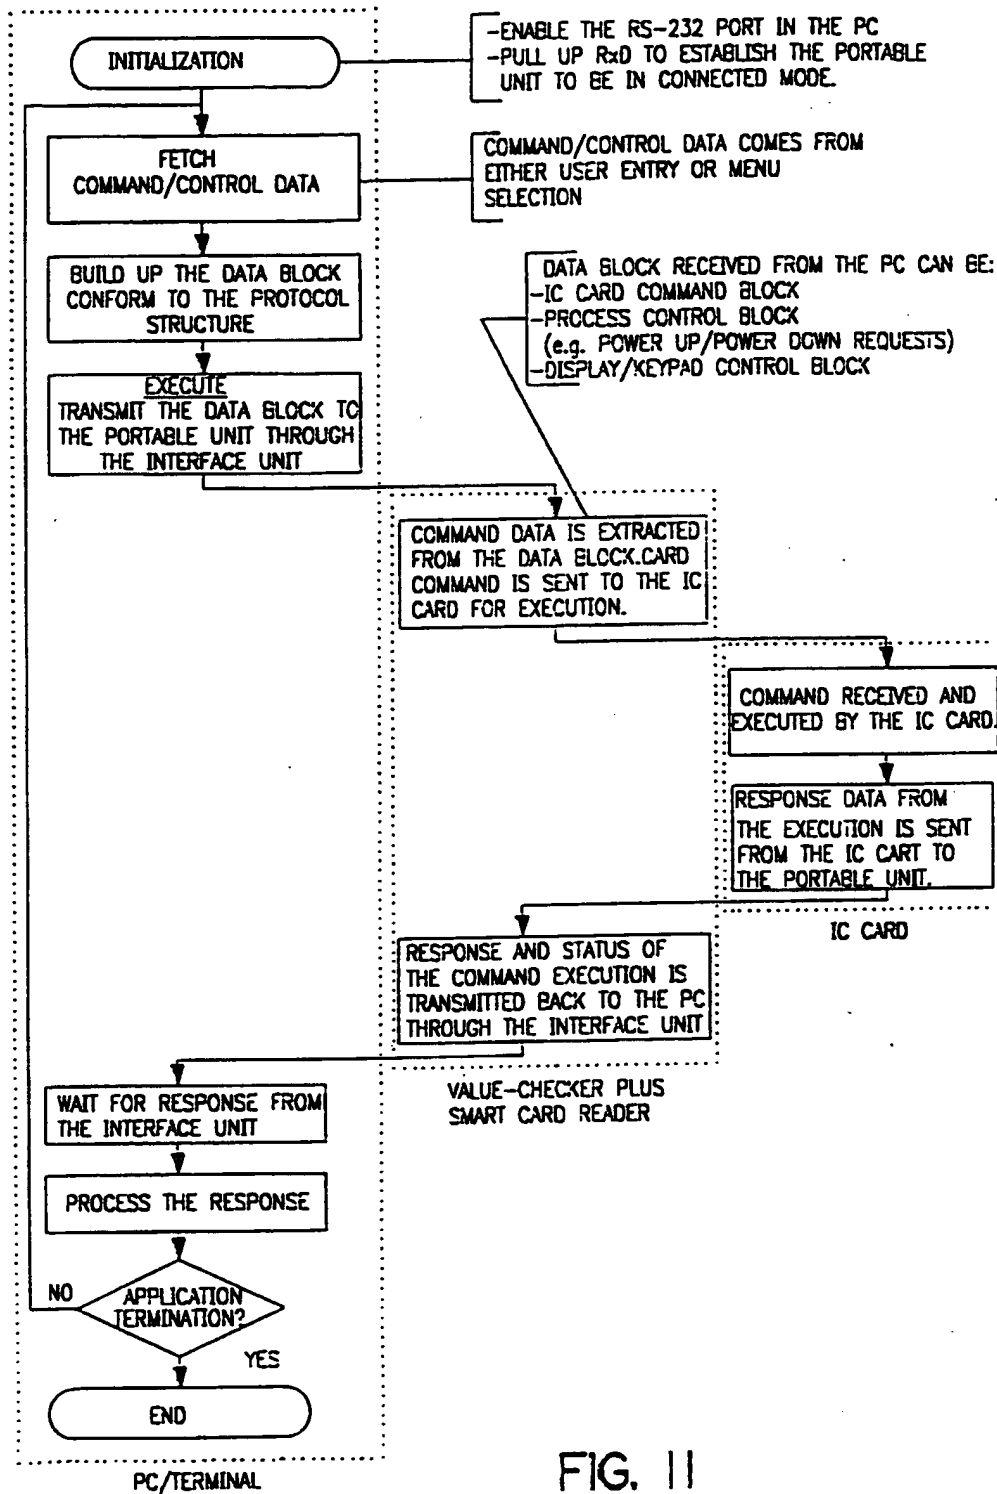 INITIALIZATION
-ENABLE THE RS-232 PORT IN THE PC
-PULL UP RxD TO ESTABLISH THE PORTABLE
UNIT TO BE IN CONNECTED MODE.
FETCH
COMMAND/CONTROL DATA
COMMAND/CONTROL DATA COMES FROM
EITHER USER ENTRY OR MENU
SELECTION
BUILD UP THE DATA BLOCK
CONFORM TO THE PROTOCOL
STRUCTURE
DATA BLOCK RECEIVED FROM THE PC CAN BE:
-IC CARD COMMAND BLOCK
-PROCESS CONTROL BLOCK
(e.g. POWER UP/POWER DOWN REQUESTS)
-DISPLAY/KEYPAD CONTROL BLOCK
EXECUTE
TRANSMIT THE DATA BLOCK TO
THE PORTABLE UNIT THROUGH
THE INTERFACE UNIT
COMMAND DATA IS EXTRACTED
FROM THE DATA BLOCK.CARD
COMMAND IS SENT TO THE IC
CARD FOR EXECUTION.
COMMAND RECEIVED AND
EXECUTED BY THE IC CARD.
RESPONSE DATA FROM
THE EXECUTION IS SENT
FROM THE IC CART TO
THE PORTABLE UNIT.
IC CARD
RESPONSE AND STATUS OF
THE COMMAND EXECUTION IS
TRANSMITTED BACK TO THE PC
THROUGH THE INTERFACE UNIT
VALUE-CHECKER PLUS
SMART CARD READER
WAIT FOR RESPONSE FROM
THE INTERFACE UNIT
PROCESS THE RESPONSE
NO
APPLICATION
TERMINATION?
YES
END
PC/TERMINAL
FIG. 11